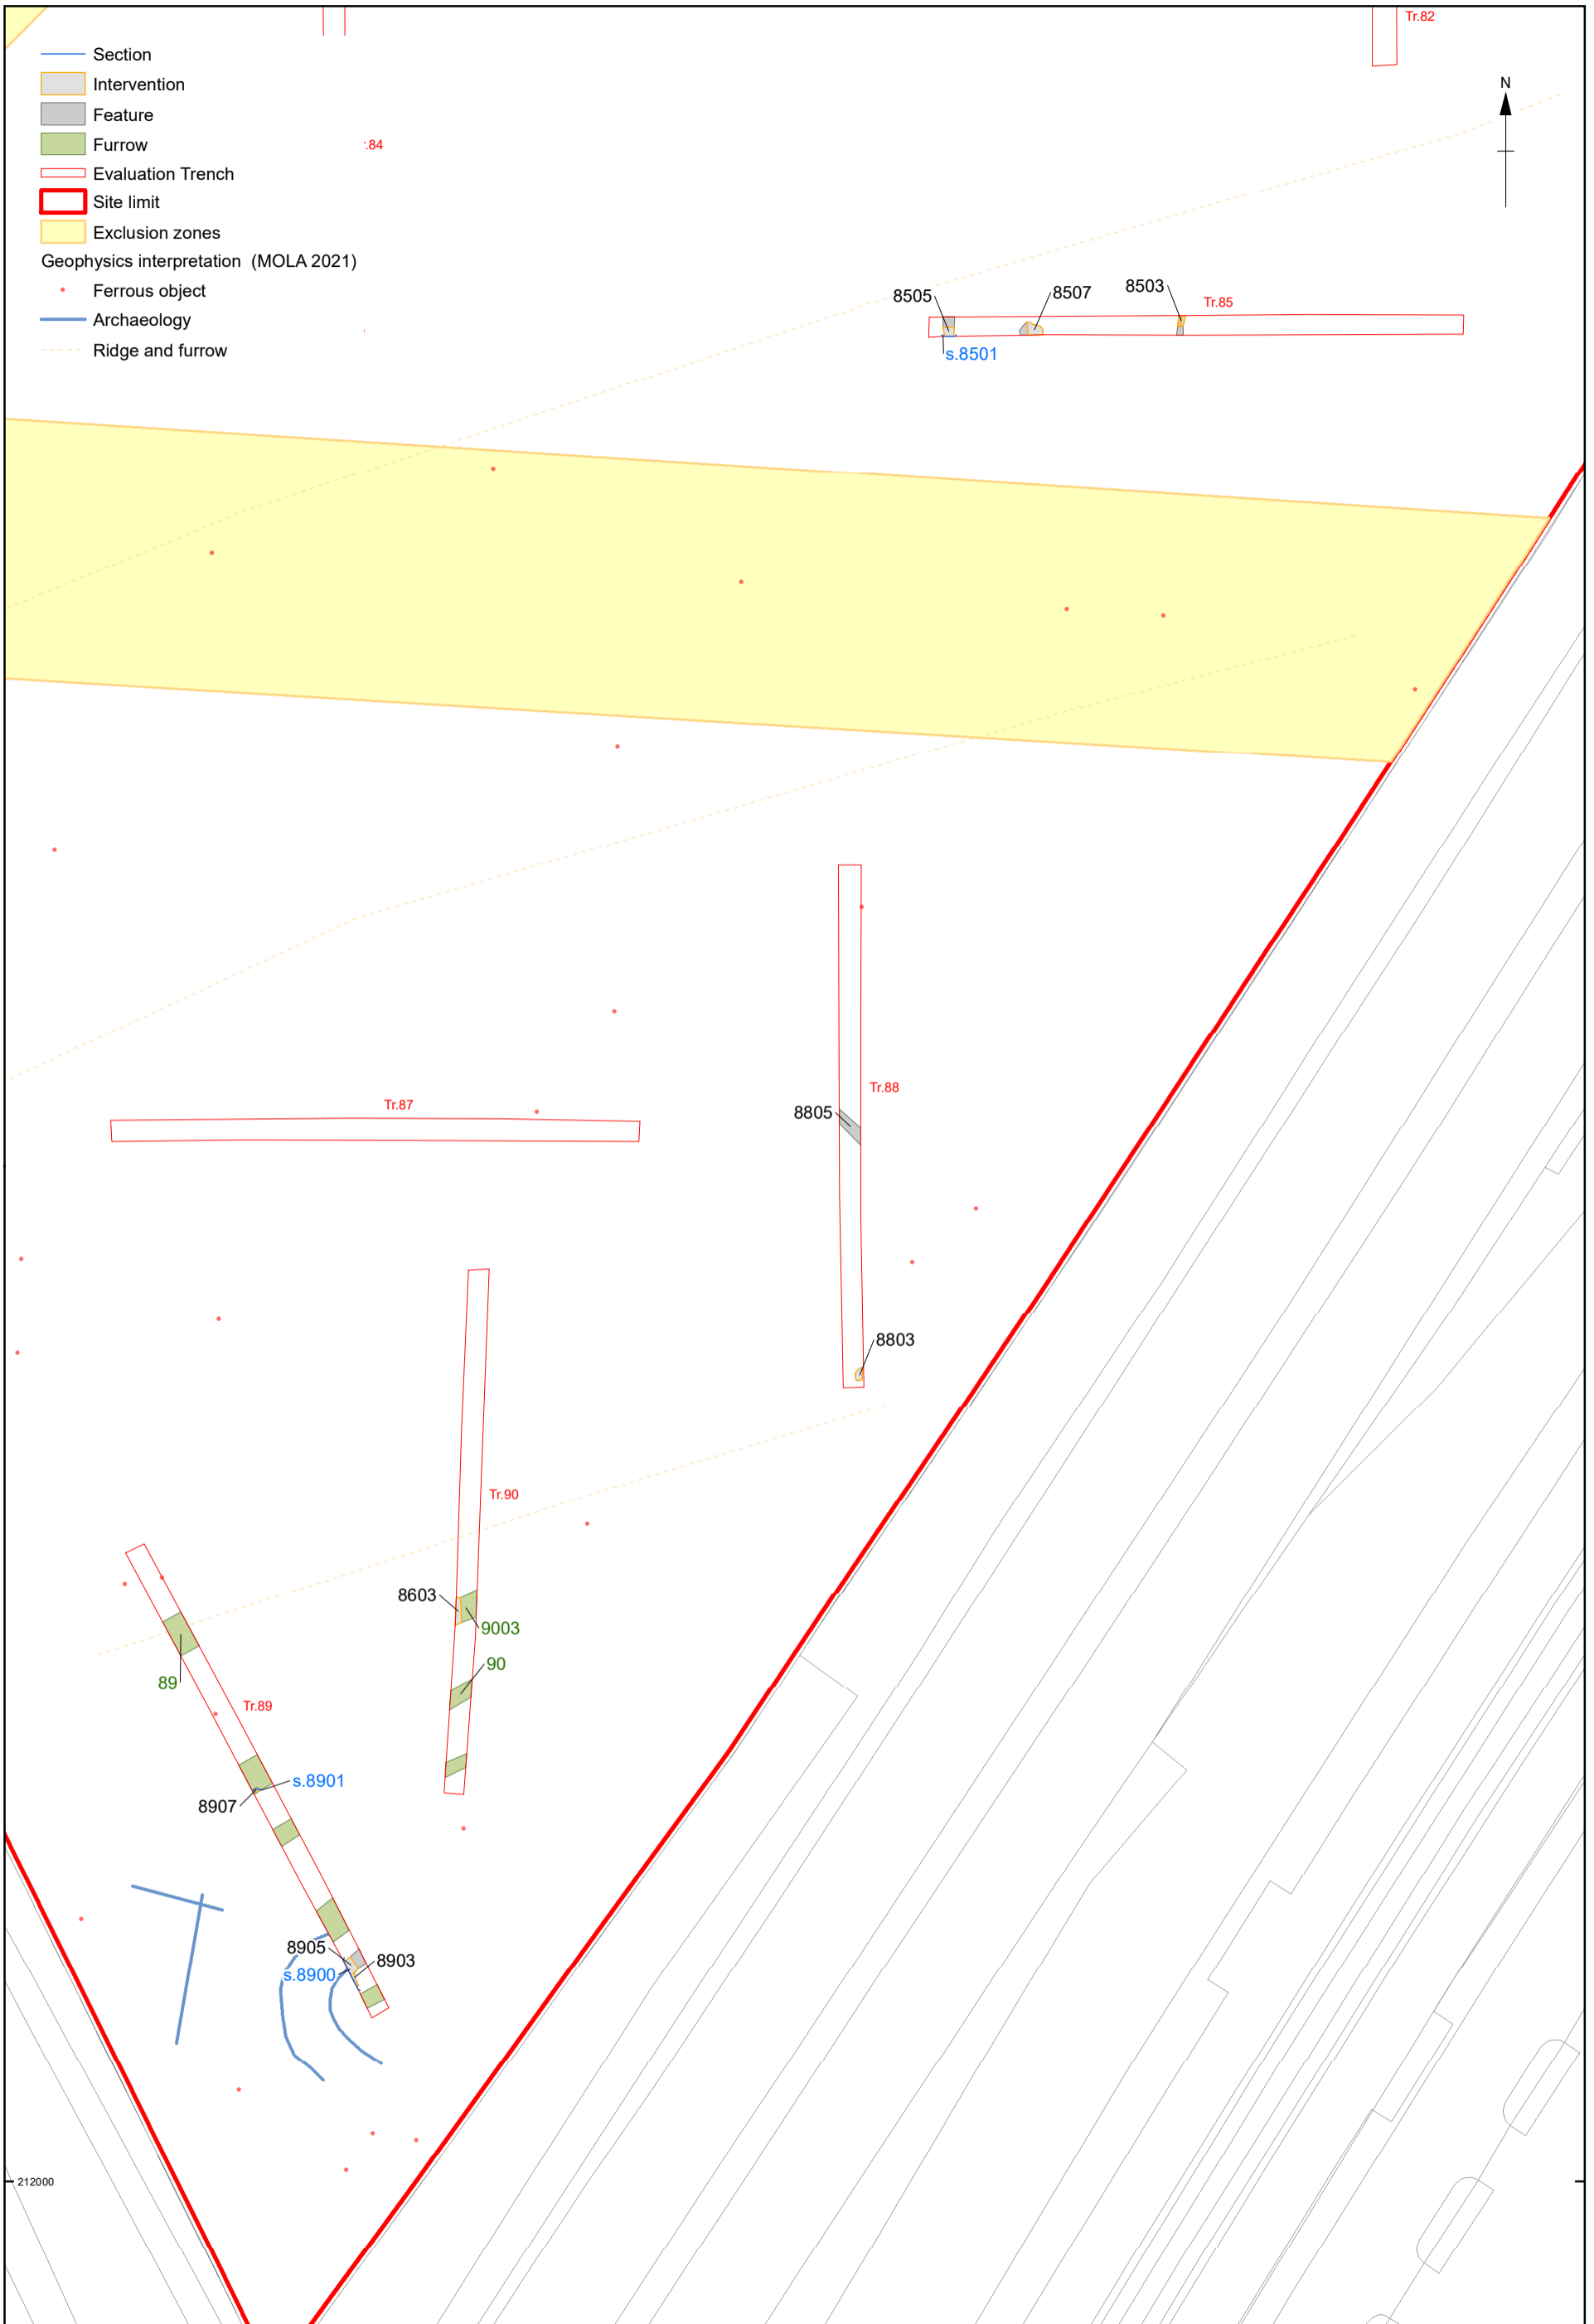 Tr.82
Section
Intervention
Feature
Furrow
Evaluation Trench
Site limit
Exclusion zones
Geophysics interpretation (MOLA 2021)
Ferrous object
Archaeology
Ridge and furrow
N
.84
8505
8507
8503
Tr.85
s.8501
Tr.88
Tr.87
8805
8803
Tr.90
8603
9003
90
89
Tr.89
s.8901
8907
8905
8903
s.8900
212000